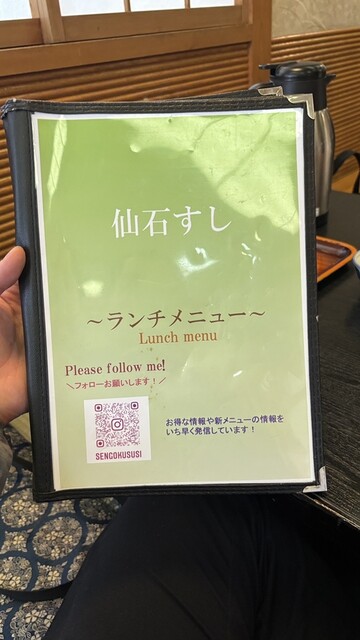 仙石すし
～ランチメニュー～
Lunch menu
Please follow me!
＼フォローお願いします！／
SENGOKUSUSI
お得な情報や新メニューの情報を
いち早く発信しています！